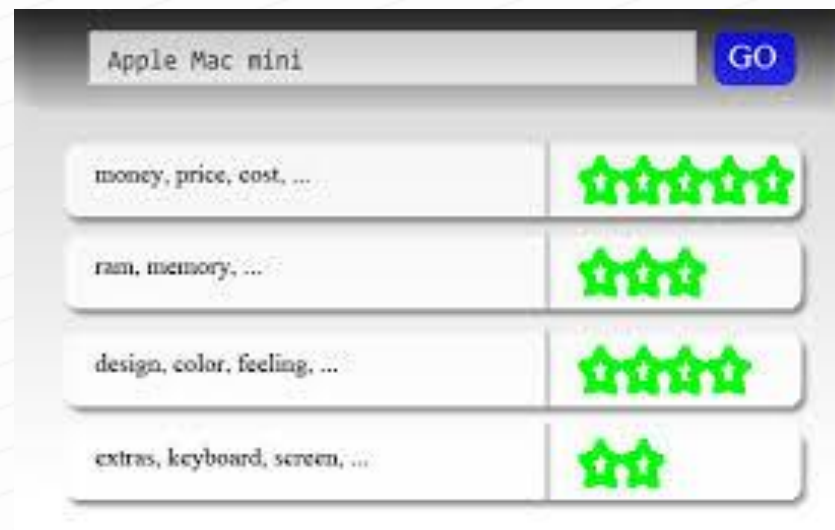 Apple Mac mini
GO
money, price, cost, ...
ram, memory, ...
design, color, feeling, ...
extras, keyboard, screen, ...